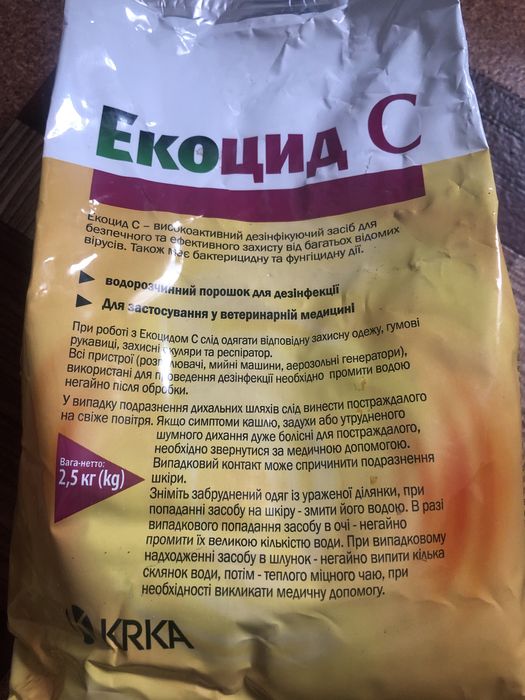 Екоцид С
Екоцид С – високоактивний дезінфікуючий засіб для
безпечного та ефективного захисту від багатьох відомих
вірусів. Також має бактерицидну та фунгіцидну дії.
водорозчинний порошок для дезінфекції
Для застосування у ветеринарній медицині
При роботі з Екоцидом С слід одягати відповідну захисну одежу, гумові
рукавиці, захисні окуляри та респіратор.
Всі пристрої (розпилювачі, мийні машини, аерозольні генератори),
використані для проведення дезінфекції необхідно промити водою
негайно після обробки.
У випадку подразнення дихальних шляхів слід винести постраждалого
на свіже повітря. Якщо симптоми кашлю, задухи або утрудненого
шумного дихання дуже болісні для постраждалого,
необхідно звернутися за медичною допомогою.
Випадковий контакт може спричинити подразнення
шкіри.
Вага-нетто:
2,5 кг (kg)
Зніміть забруднений одяг із ураженої ділянки, при
попаданні засобу на шкіру - змити його водою. В разі
випадкового попадання засобу в очі - негайно
промити їх великою кількістю води. При випадковому
надходженні засобу в шлунок - негайно випити кілька
склянок води, потім - теплого міцного чаю, при
необхідності викликати медичну допомогу.
KRKA